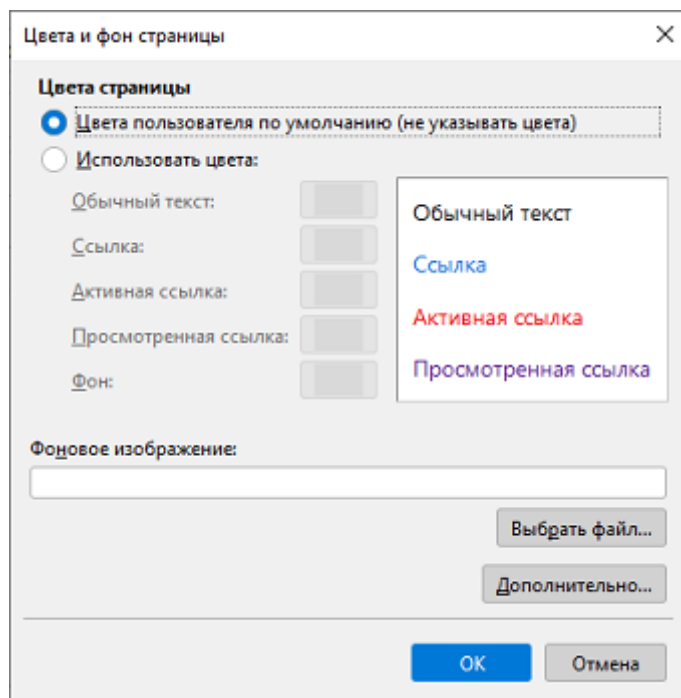 Цвета и фон страницы
Цвета страницы
Цвета пользователя по умолчанию (не указывать цвета)
Использовать цвета:
Обычный текст:
Ссылка:
Активная ссылка:
Просмотренная ссылка:
Фон:
Обычный текст
Ссылка
Активная ссылка
Просмотренная ссылка
Фоновое изображение:
Выбрать файл...
Дополнительно...
ОК
Отмена